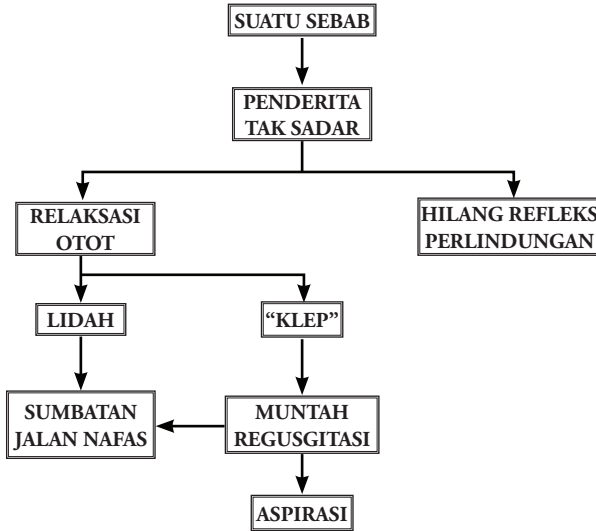 SUATU SEBAB
PENDERITA
TAK SADAR
RELAKSASI
OTOT
HILANG REFLEKS
PERLINDUNGAN
LIDAH
“KLEP”
SUMBATAN
JALAN NAFAS
MUNTAH
REGUSGITASI
ASPIRASI